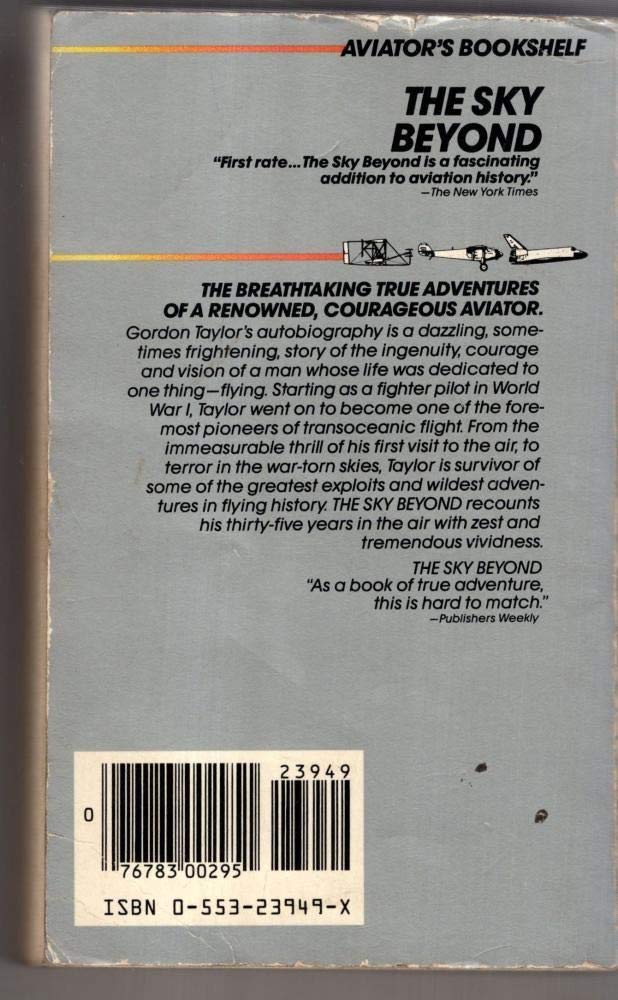 AVIATOR'S BOOKSHELF
THE SKY
BEYOND
“First rate...The Sky Beyond is a fascinating
addition to aviation history.”
—The New York Times
THE BREATHTAKING TRUE ADVENTURES
OF A RENOWNED, COURAGEOUS AVIATOR.
Gordon Taylor's autobiography is a dazzling, some-
times frightening, story of the ingenuity, courage
and vision of a man whose life was dedicated to
one thing—flying. Starting as a fighter pilot in World
War I, Taylor went on to become one of the fore-
most pioneers of transoceanic flight. From the
immeasurable thrill of his first visit to the air, to
terror in the war-torn skies, Taylor is survivor of
some of the greatest exploits and wildest adven-
tures in flying history. THE SKY BEYOND recounts
his thirty-five years in the air with zest and
tremendous vividness.
THE SKY BEYOND
“As a book of true adventure,
this is hard to match.”
—Publishers Weekly
23949
0
76783 00295
ISBN 0-553-23949-X